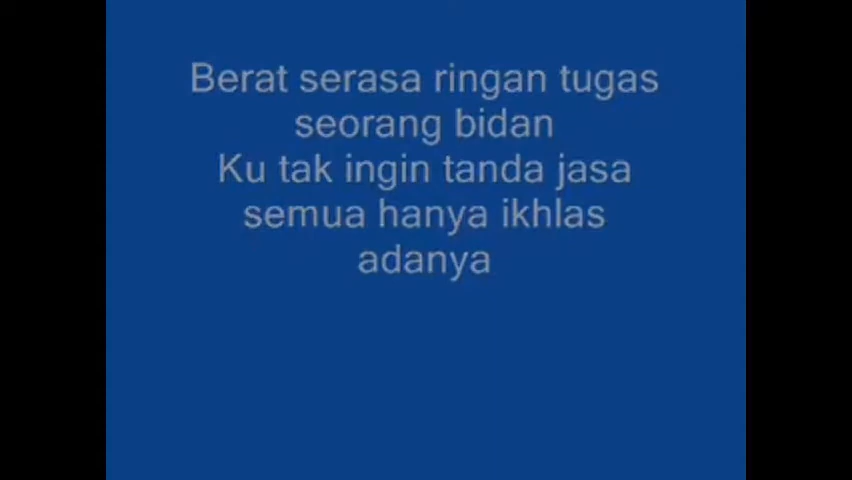 Berat serasa ringan tugas
seorang bidan
Ku tak ingin tanda jasa
semua hanya ikhlas
adanya